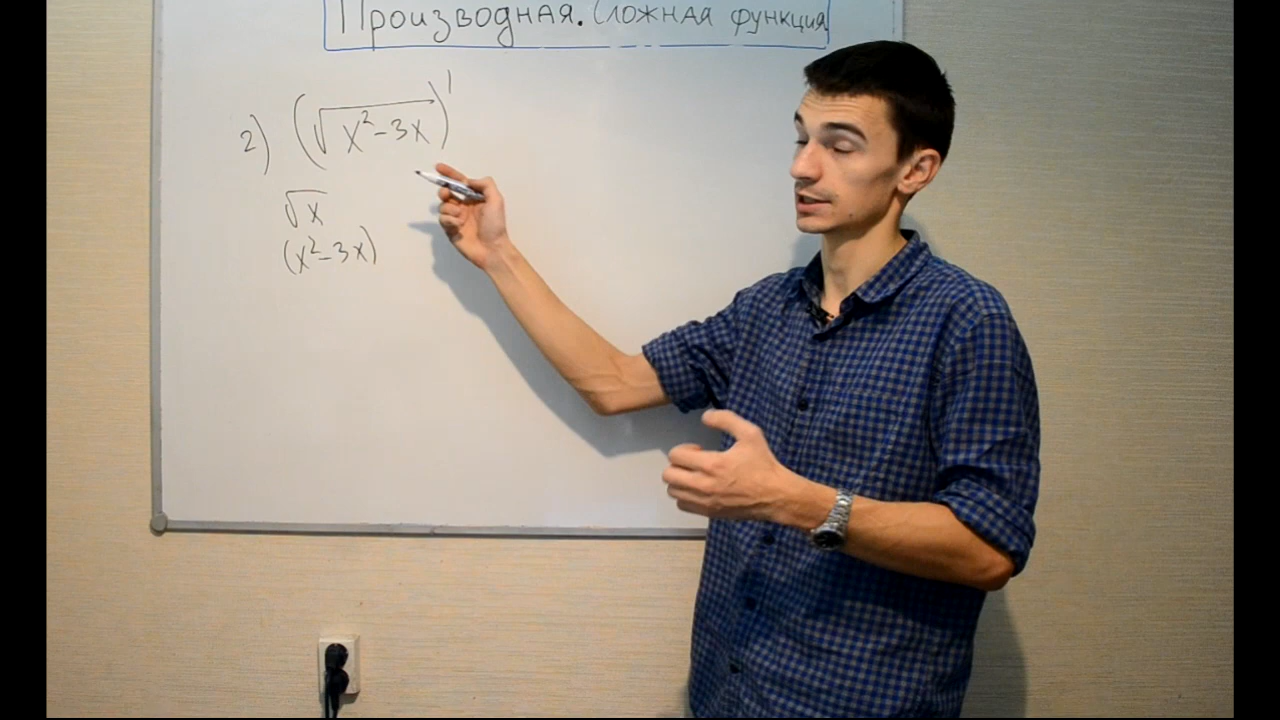 Производная. Сложная функция
2) (√x²-3x)'
√x
(x²-3x)